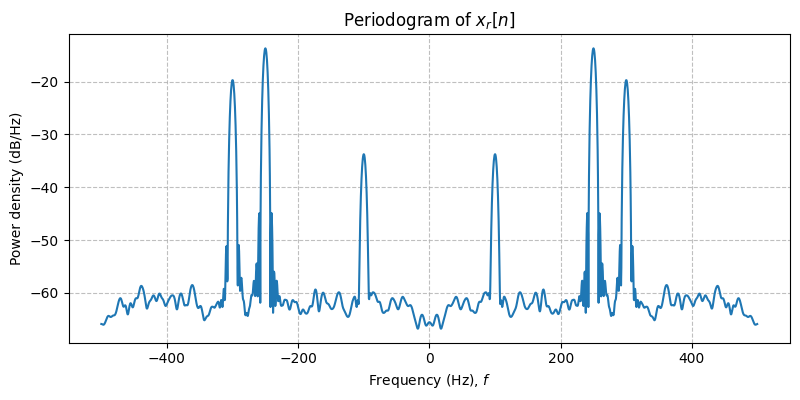 Periodogram of $x_r[n]$
Power density (dB/Hz)
−20
−30
−40
−50
−60
−400 −200 0 200 400
Frequency (Hz), f